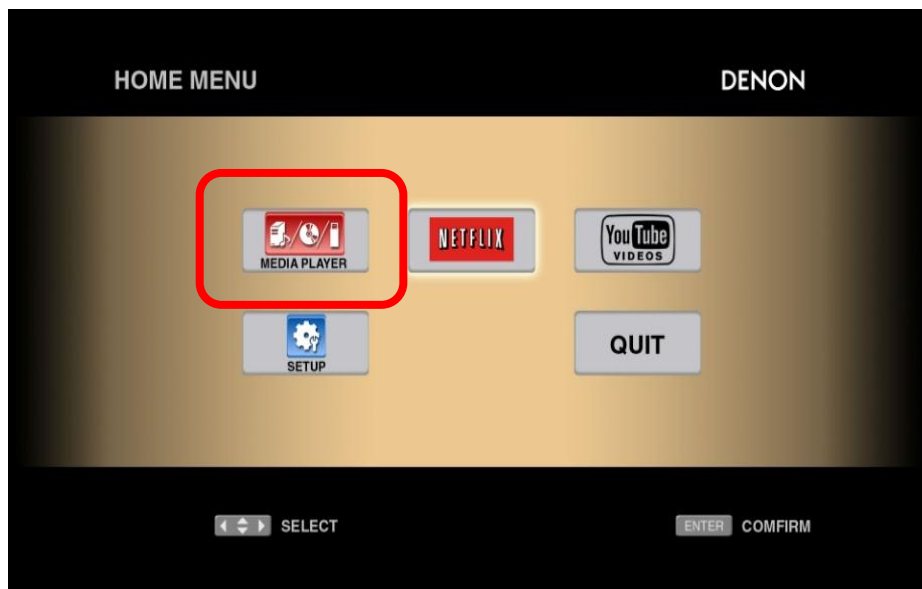 HOME MENU
DENON
MEDIA PLAYER
NETFLIX
You Tube
VIDEOS
SETUP
QUIT
SELECT
ENTER COMFIRM